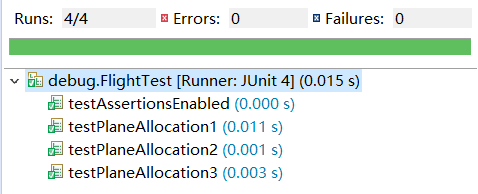 Runs: 4/4 Errors: 0 Failures: 0
debug.FlightTest [Runner: JUnit 4] (0.015 s)
testAssertionsEnabled (0.000 s)
testPlaneAllocation1 (0.011 s)
testPlaneAllocation2 (0.001 s)
testPlaneAllocation3 (0.003 s)